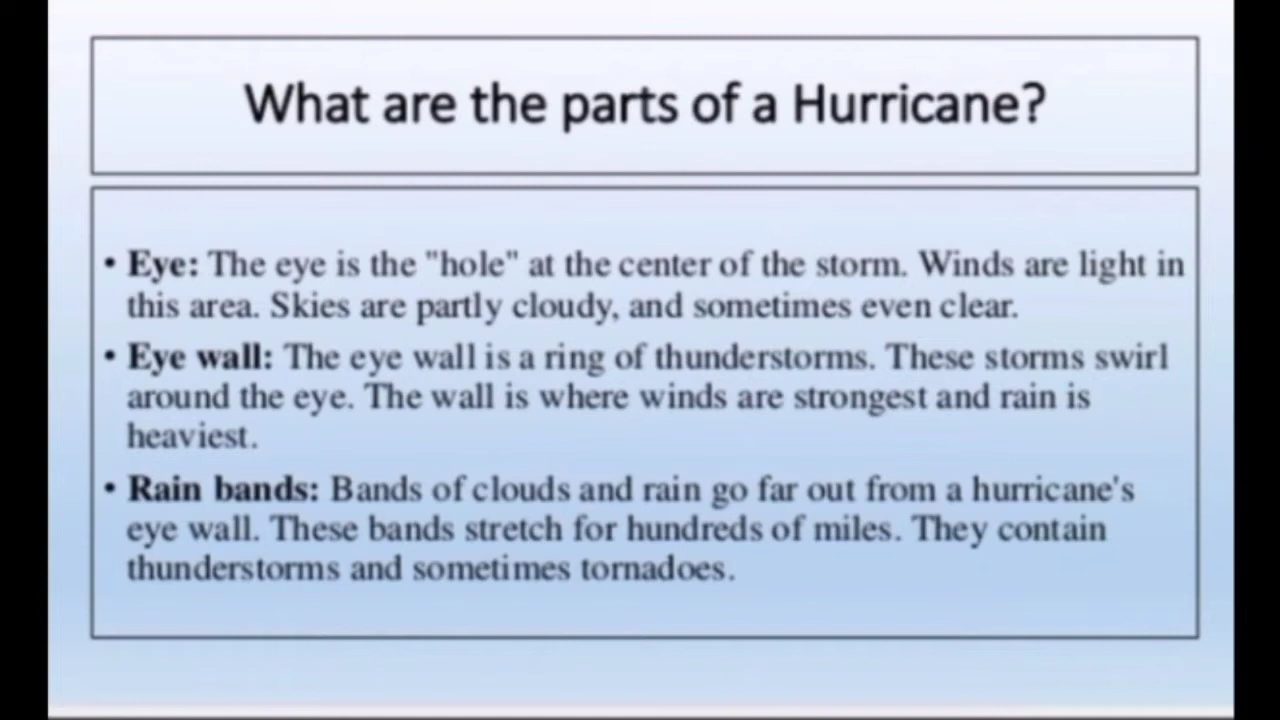 What are the parts of a Hurricane?
• Eye: The eye is the "hole" at the center of the storm. Winds are light in
this area. Skies are partly cloudy, and sometimes even clear.
• Eye wall: The eye wall is a ring of thunderstorms. These storms swirl
around the eye. The wall is where winds are strongest and rain is
heaviest.
• Rain bands: Bands of clouds and rain go far out from a hurricane's
eye wall. These bands stretch for hundreds of miles. They contain
thunderstorms and sometimes tornadoes.